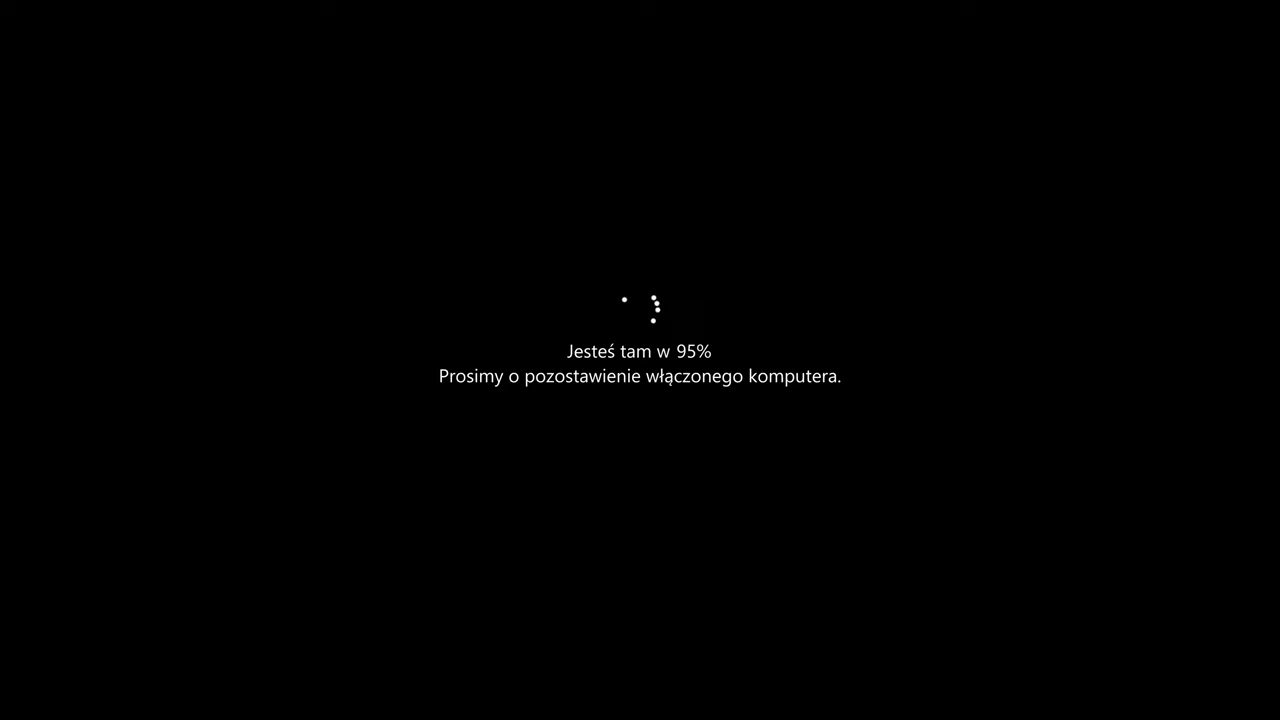 Jesteś tam w 95%
Prosimy o pozostawienie włączonego komputera.